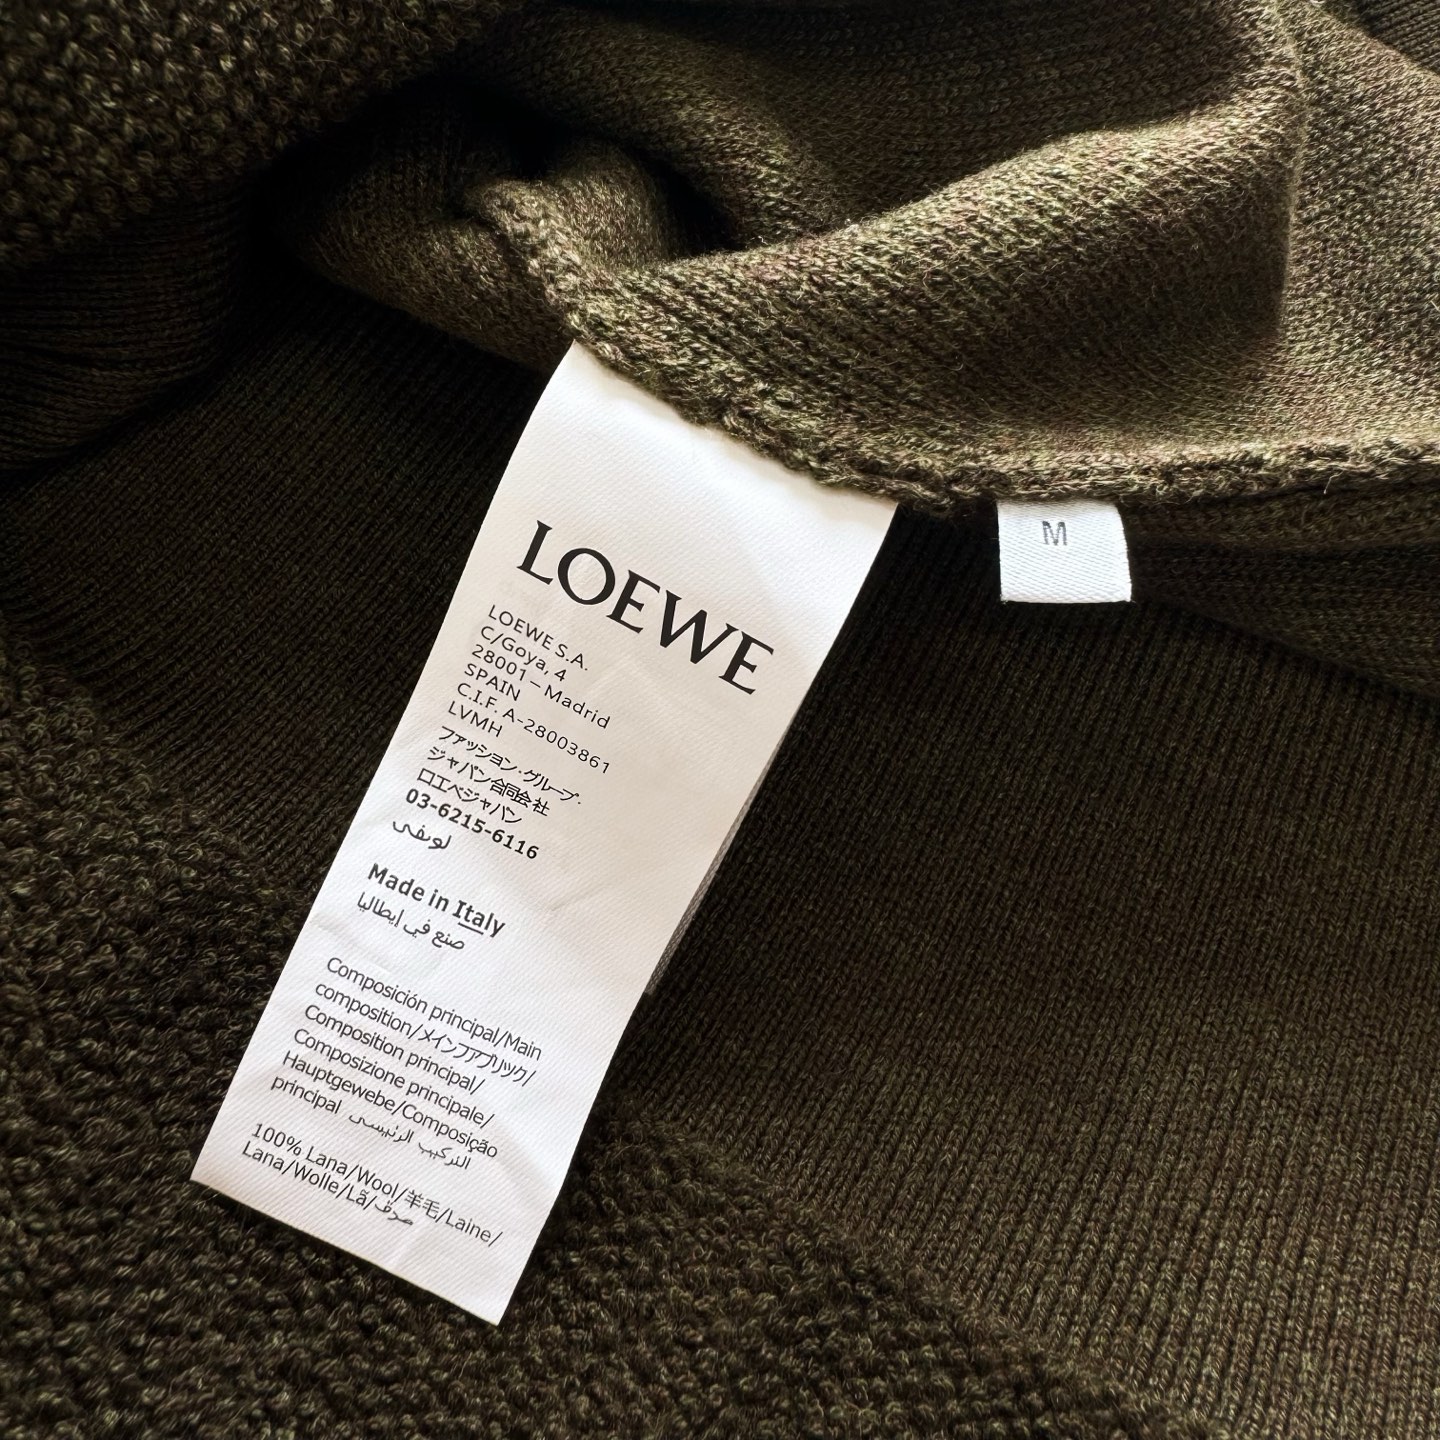 LOEWE
LOEWE S.A.
C/Goya, 4
28001 – Madrid
SPAIN
C.I.F. A-28003861
LVMH
ファッション・グループ・
ジャパン合同会社
ロエベジャパン
03-6215-6116
لويفي
Made in Italy
صنع في إيطاليا
Composición principal/Main
composition/メインファブリック/
Composition principal/
Composizione principale/
Hauptgewebe/Composição
principal التركيب الرئيسي
100% Lana/Wool/羊毛/Laine/
Lana/Wolle/Lã/صوف
M